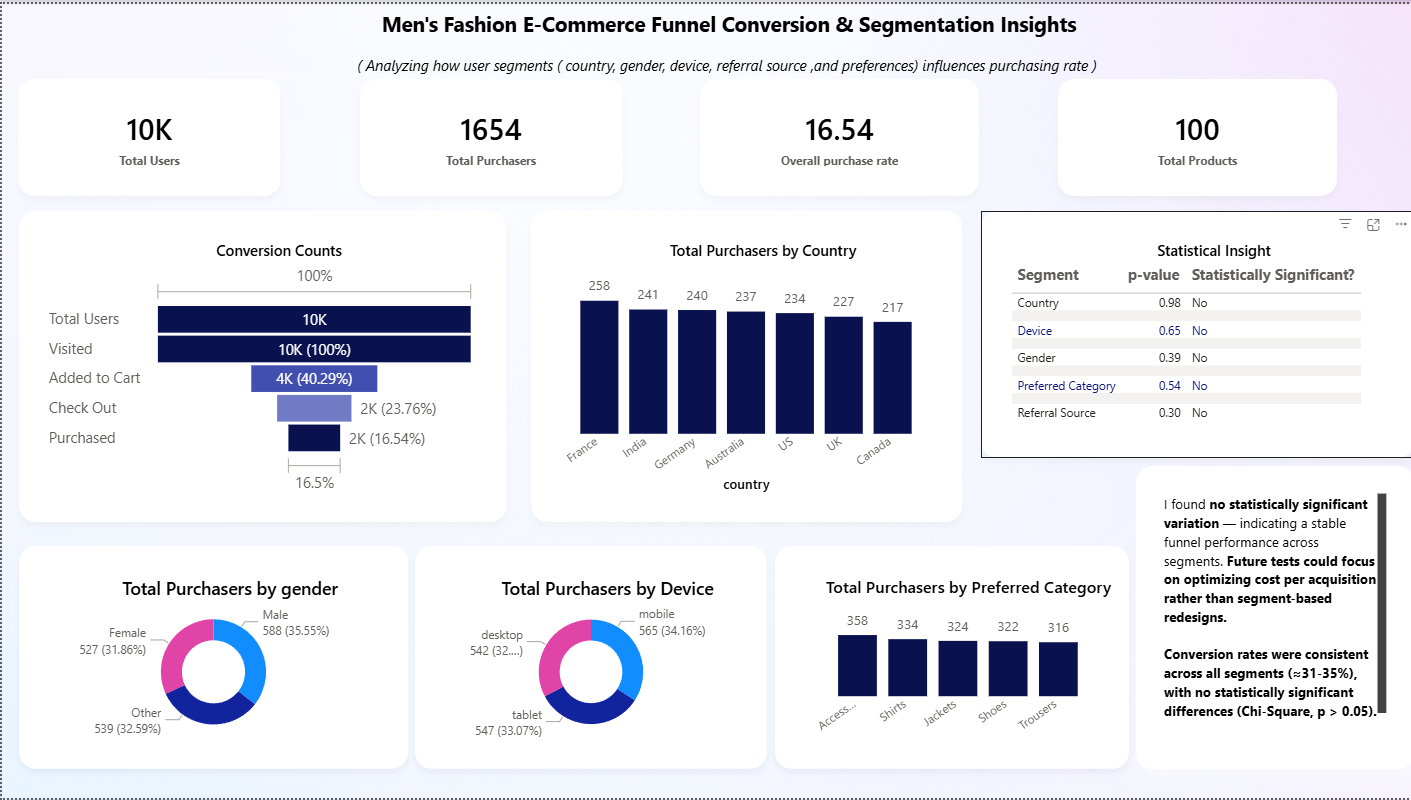 Men's Fashion E-Commerce Funnel Conversion & Segmentation Insights
( Analyzing how user segments ( country, gender, device, referral source ,and preferences) influences purchasing rate )
10K
Total Users
1654
Total Purchasers
16.54
Overall purchase rate
100
Total Products
Conversion Counts
100%
Total Users
10K
Visited
10K (100%)
Added to Cart
4K (40.29%)
Check Out
2K (23.76%)
Purchased
2K (16.54%)
16.5%
Total Purchasers by Country
258
241
240
237
234
227
217
France
India
Germany
Australia
US
UK
Canada
country
Statistical Insight
Segment p-value Statistically Significant?
Country 0.98 No
Device 0.65 No
Gender 0.39 No
Preferred Category 0.54 No
Referral Source 0.30 No
I found no statistically significant
variation — indicating a stable
funnel performance across
segments. Future tests could focus
on optimizing cost per acquisition
rather than segment-based
redesigns.
Conversion rates were consistent
across all segments (≈31-35%),
with no statistically significant
differences (Chi-Square, p > 0.05).
Total Purchasers by gender
Male
588 (35.55%)
Female
527 (31.86%)
Other
539 (32.59%)
Total Purchasers by Device
mobile
565 (34.16%)
desktop
542 (32....)
tablet
547 (33.07%)
Total Purchasers by Preferred Category
358
334
324
322
316
Access...
Shirts
Jackets
Shoes
Trousers